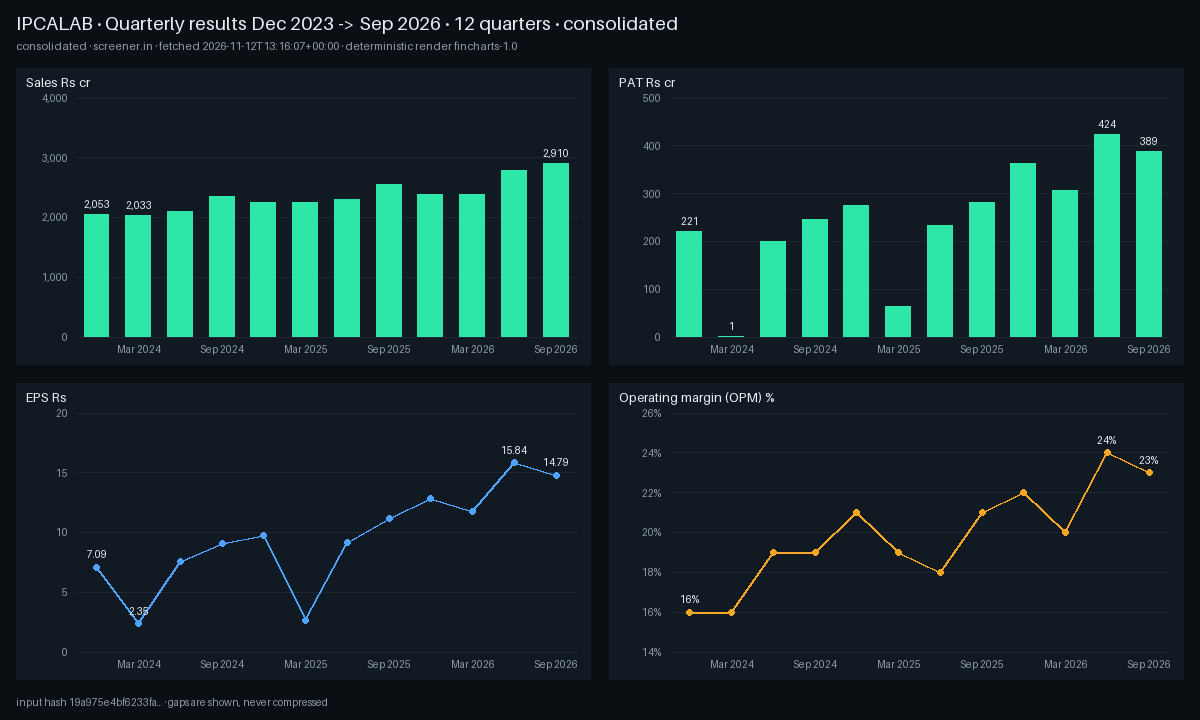 IPCALAB · Quarterly results Dec 2023 -> Sep 2026 · 12 quarters · consolidated
consolidated · screener.in · fetched 2026-11-12T13:16:07+00:00 · deterministic render fincharts-1.0
Sales Rs cr
4,000
3,000
2,000
1,000
0
2,053
2,033
2,910
Mar 2024
Sep 2024
Mar 2025
Sep 2025
Mar 2026
Sep 2026
PAT Rs cr
500
400
300
200
100
0
221
1
424
389
Mar 2024
Sep 2024
Mar 2025
Sep 2025
Mar 2026
Sep 2026
EPS Rs
20
15
10
5
0
7.09
2.35
15.84
14.79
Mar 2024
Sep 2024
Mar 2025
Sep 2025
Mar 2026
Sep 2026
Operating margin (OPM) %
26%
24%
22%
20%
18%
16%
14%
16%
24%
23%
Mar 2024
Sep 2024
Mar 2025
Sep 2025
Mar 2026
Sep 2026
input hash 19a975e4bf6233fa… · gaps are shown, never compressed